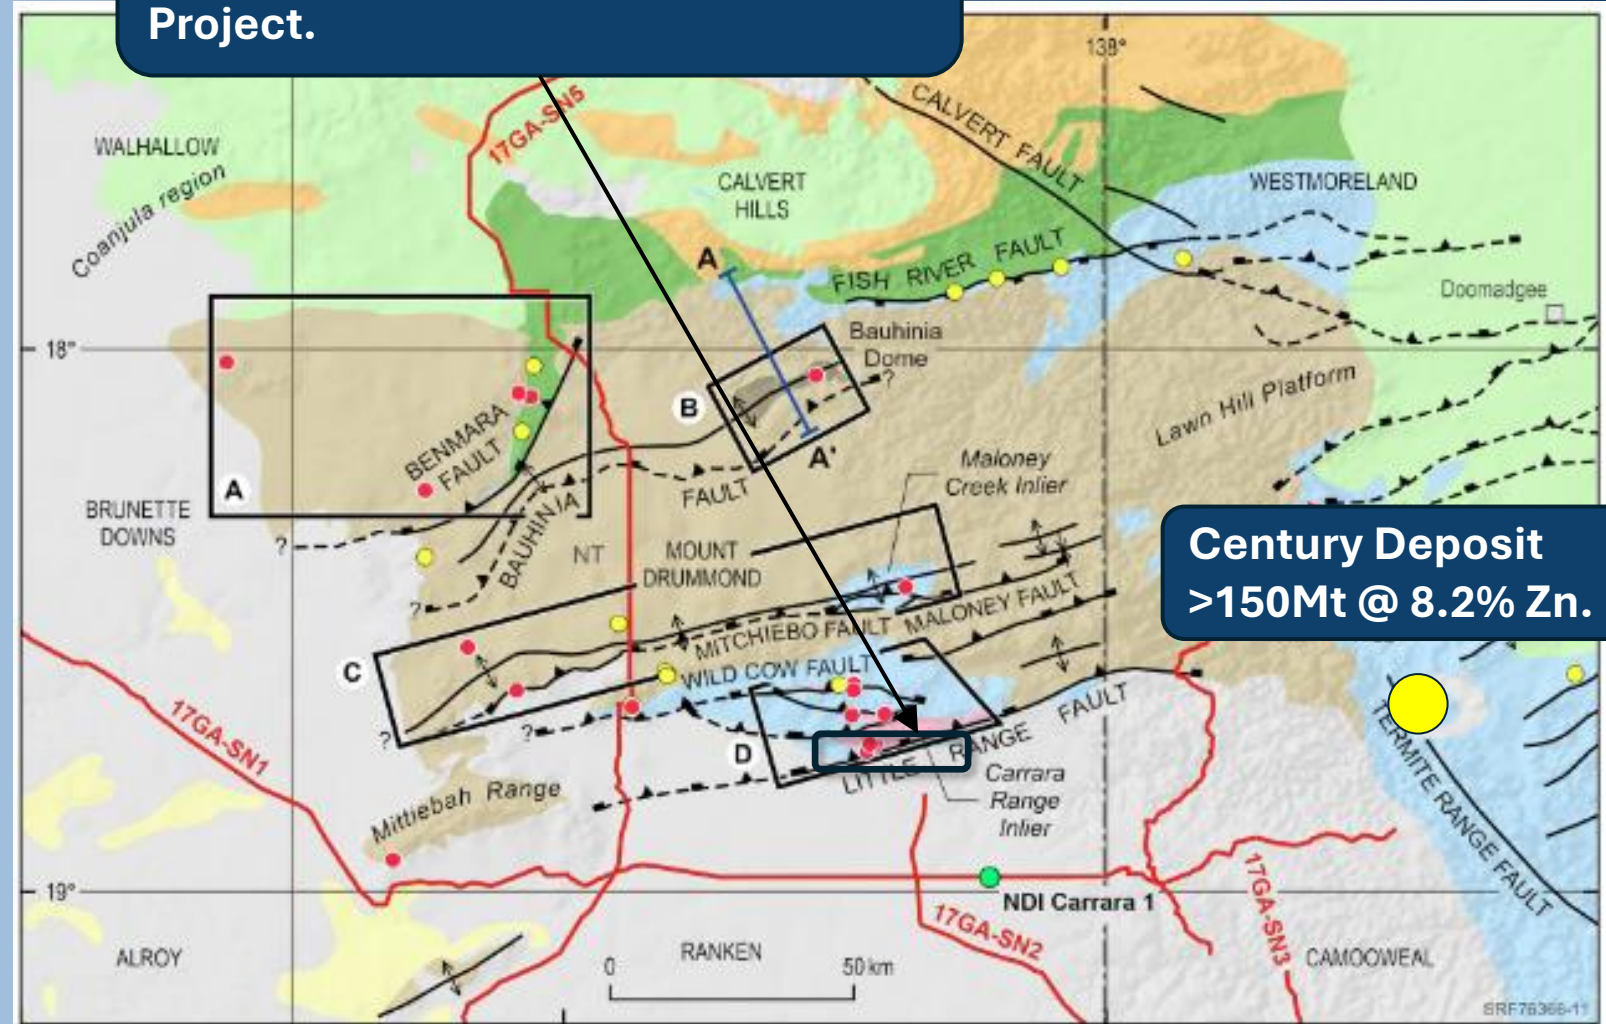 Project.
138°
17GA-SN5
CALVERT FAULT
WALHALLOW
Coanjula region
CALVERT
HILLS
WESTMORELAND
A
FISH RIVER FAULT
Doomadgee
18°
Bauhinia
Dome
?
B
A'
Lawn Hill Platform
BENMARA
FAULT
A
BRUNETTE
DOWNS
?
BAUHINIA
FAULT
Maloney
Creek Inlier
NT
MOUNT
DRUMMOND
Century Deposit
>150Mt @ 8.2% Zn.
?
MITCHIEBO FAULT
MALONEY FAULT
C
WILD COW FAULT
?
?
D
LITTLE RANGE FAULT
17GA-SN1
Carrara
Range
Inlier
Mittiebah Range
TERMITE RANGE FAULT
19°
NDI Carrara 1
17GA-SN2
17GA-SN3
ALROY
RANKEN
CAMOOWEAL
0
50 km
SRF76366-11